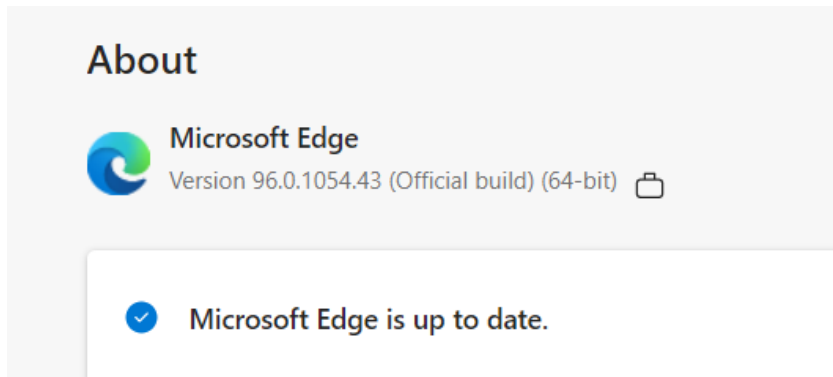 About
Microsoft Edge
Version 96.0.1054.43 (Official build) (64-bit)
Microsoft Edge is up to date.